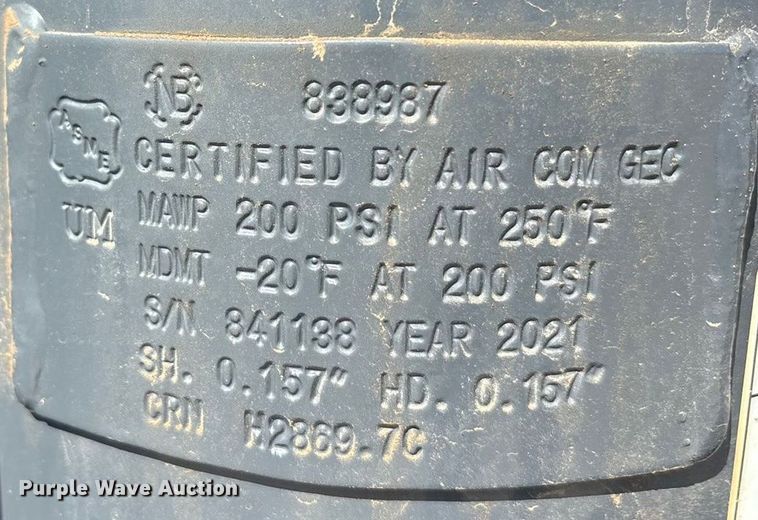 NB 838987
ASME
CERTIFIED BY AIR COM GEC
UM
MAWP 200 PSI AT 250°F
MDMT -20°F AT 200 PSI
S/N 841138 YEAR 2021
SH. 0.157" HD. 0.157"
CRN H2869.7C
Purple Wave Auction